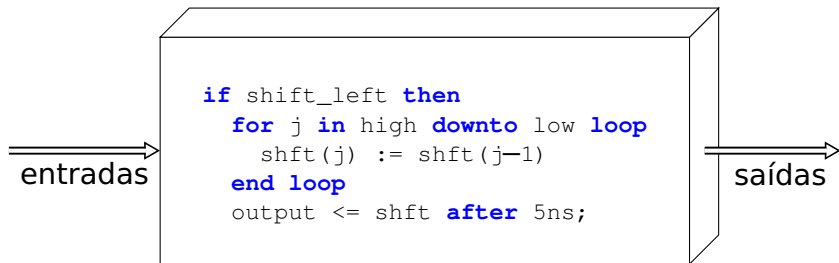 if shift_left then
for j in high downto low loop
shft(j) := shft(j−1)
end loop
output <= shft after 5ns;
entradas
saídas